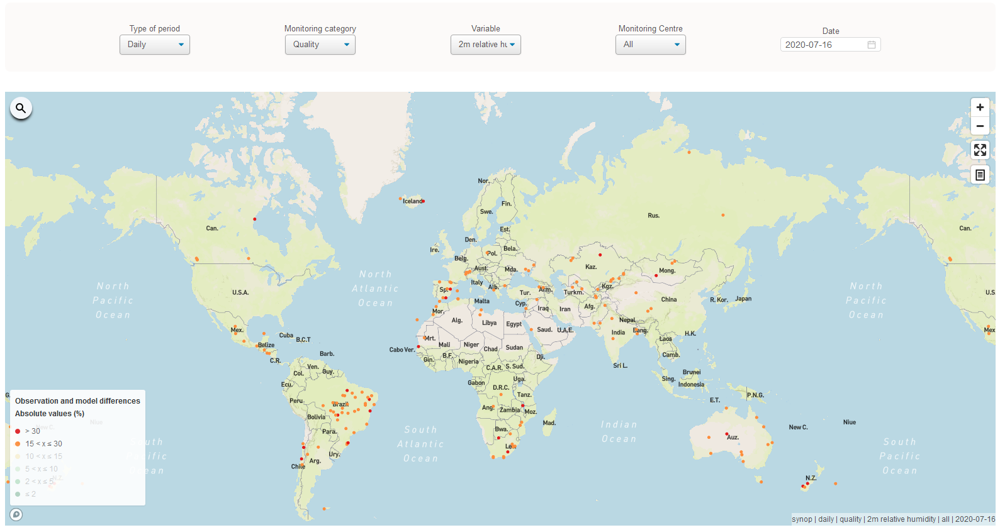 Type of period
Monitoring category
Variable
Monitoring Centre
Date
Daily
Quality
2m relative hu
All
2020-07-16
Nor.
Iceland
Fin.
Swe.
Rus.
Can.
Can.
Est.
Den.
Ire.
Bela.
Pol.
Belg.
Kaz.
Aust.
Mda.
Mong.
North
Atlantic
Ocean
Italy
Alb.
Kgz.
North
Pacific
Ocean
North
Pacific
Ocean
U.S.A.
U.S.
Sp.
Tur.
Arm.
Turkm.
China
R. Kor.
Japan
Malta
Cyp.
Iraq
Iran
Afg.
Mor.
Alg.
Libya
Egypt
Saud.
U.A.E.
Nepal
India
Bang.
H.K.
Mex.
Mex
Cuba
B.C.T
Laos
Mrt.
Mali
Niger
Chad
Sudan
Belize
Cabo Ver.
Barb.
C.R.
Gin.
B.F.
Nigeria
C.A.R.
S. Sud.
Dji.
Camb.
Sri L.
Ven.
Guy.
Col.
Ecu.
Gabon
Uga.
D.R.C.
Brunei
Sing.
Indonesia
Tanz.
P.N.G.
E.T.
Peru
Brazil
Ang.
Zambia
Moz.
Bolivia
Mad.
Niue
Para.
Bwa.
Indian
Ocean
New C.
Auz.
South
Atlantic
Ocean
Le.
South
Pacific
Ocean
Ury.
Arg.
Chile
N.Z.
G.
Observation and model differences
Absolute values (%)
> 30
15 < x ≤ 30
10 < x ≤ 15
5 < x ≤ 10
2 < x ≤ 5
≤ 2
New C.
Niue
South
Pacific
Ocean
N.Z.
synop | daily | quality | 2m relative humidity | all | 2020-07-16